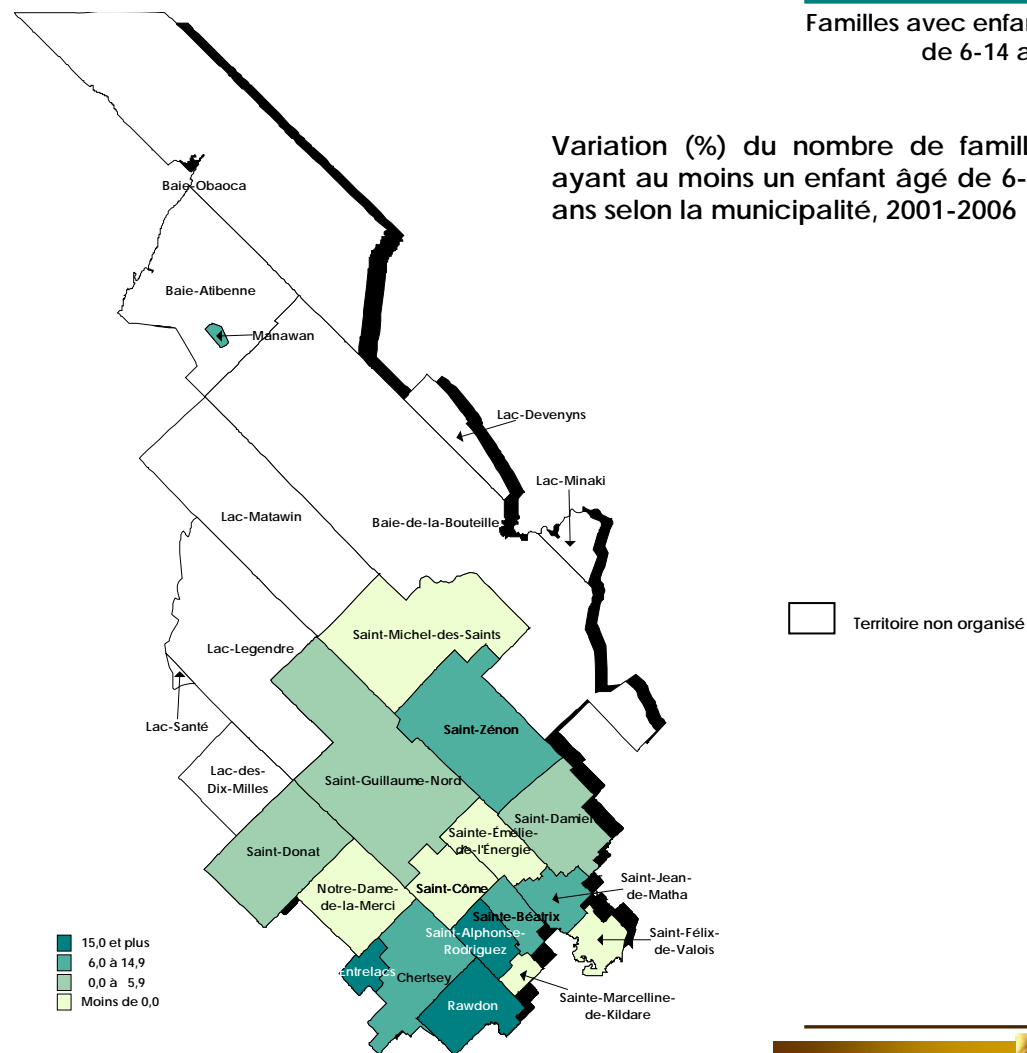 Familles avec enfan
de 6-14 a
Variation (%) du nombre de famill
ayant au moins un enfant âgé de 6-
ans selon la municipalité, 2001-2006
Baie-Obaoca
Baie-Atibenne
Manawan
Lac-Devenyns
Lac-Minaki
Lac-Matawin
Baie-de-la-Bouteille
Territoire non organisé
Saint-Michel-des-Saints
Lac-Legendre
Lac-Santé
Saint-Zénon
Lac-des-
Dix-Milles
Saint-Guillaume-Nord
Saint-Damien
Sainte-Émélie-
de-l'Énergie
Saint-Donat
Notre-Dame-
de-la-Merci
Saint-Côme
Saint-Jean-
de-Matha
Sainte-Béatrix
Saint-Alphonse-
Rodriguez
Saint-Félix-
de-Valois
Entrelacs
Chertsey
Rawdon
Sainte-Marcelline-
de-Kildare
15,0 et plus
6,0 à 14,9
0,0 à 5,9
Moins de 0,0